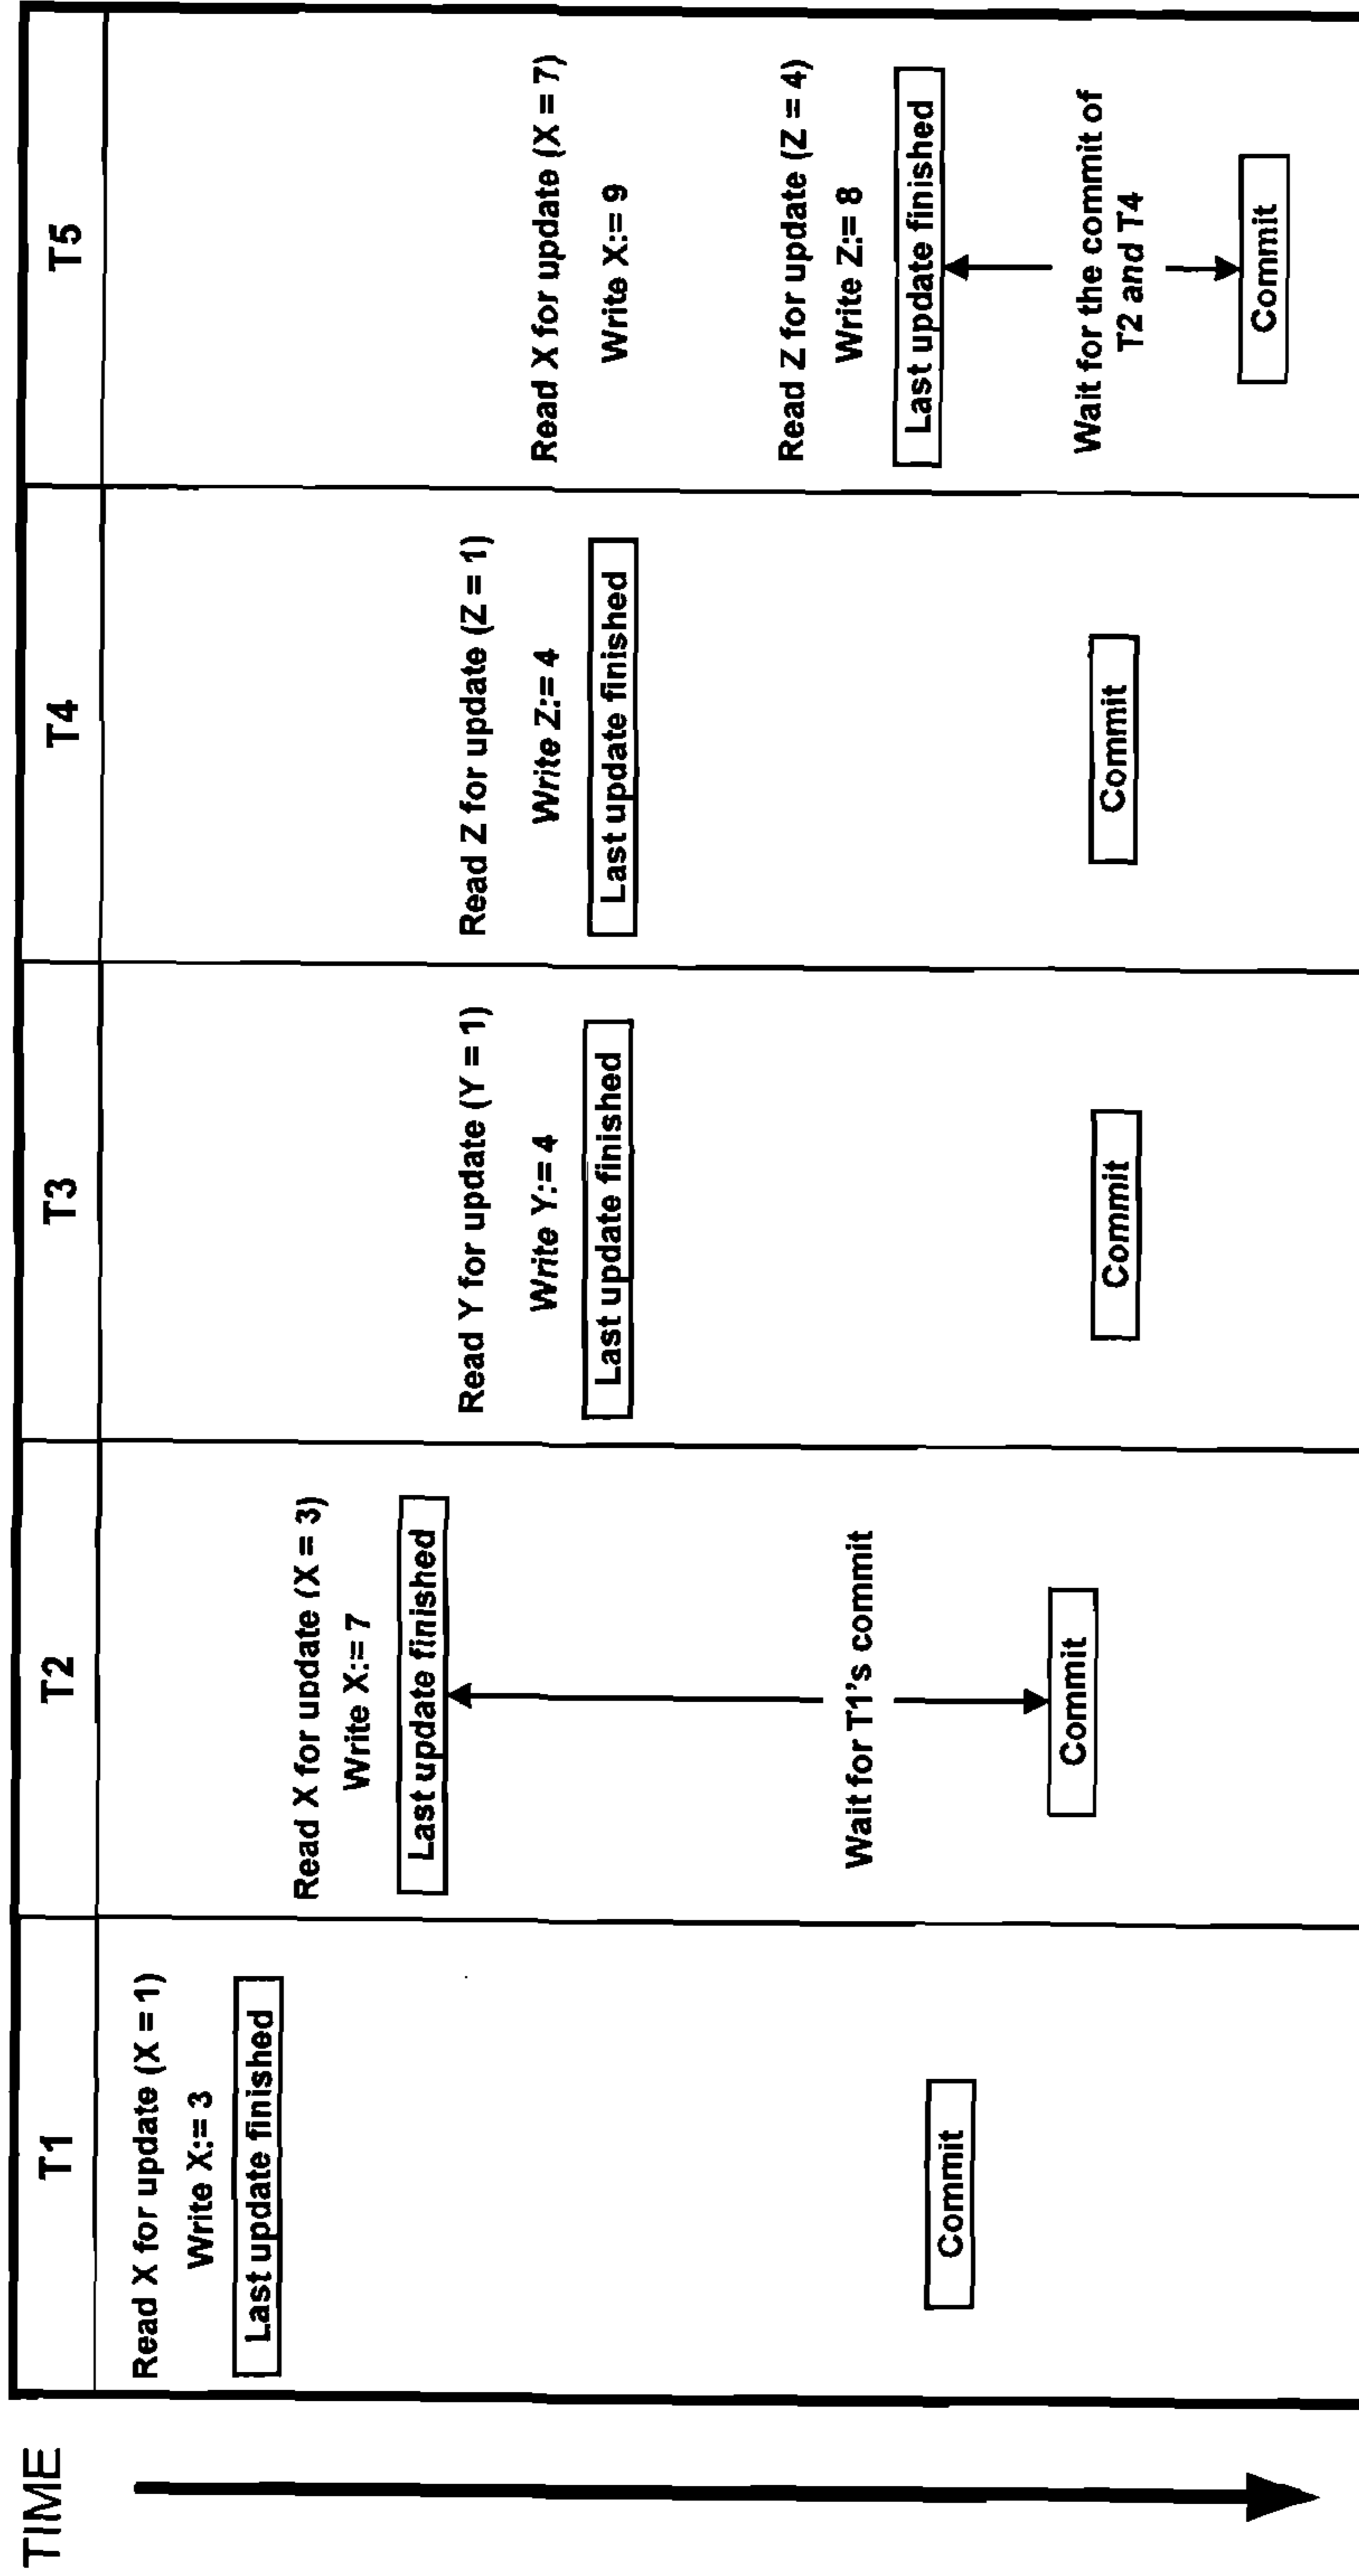 TIME
T1
T2
T3
T4
T5
Read X for update (X = 1)
Write X:= 3
Last update finished
Commit
Read X for update (X = 3)
Write X:= 7
Last update finished
Wait for T1's commit
Commit
Read Y for update (Y = 1)
Write Y:= 4
Last update finished
Commit
Read Z for update (Z = 1)
Write Z:= 4
Last update finished
Commit
Read X for update (X = 7)
Write X:= 9
Read Z for update (Z = 4)
Write Z:= 8
Last update finished
Wait for the commit of
T2 and T4
Commit